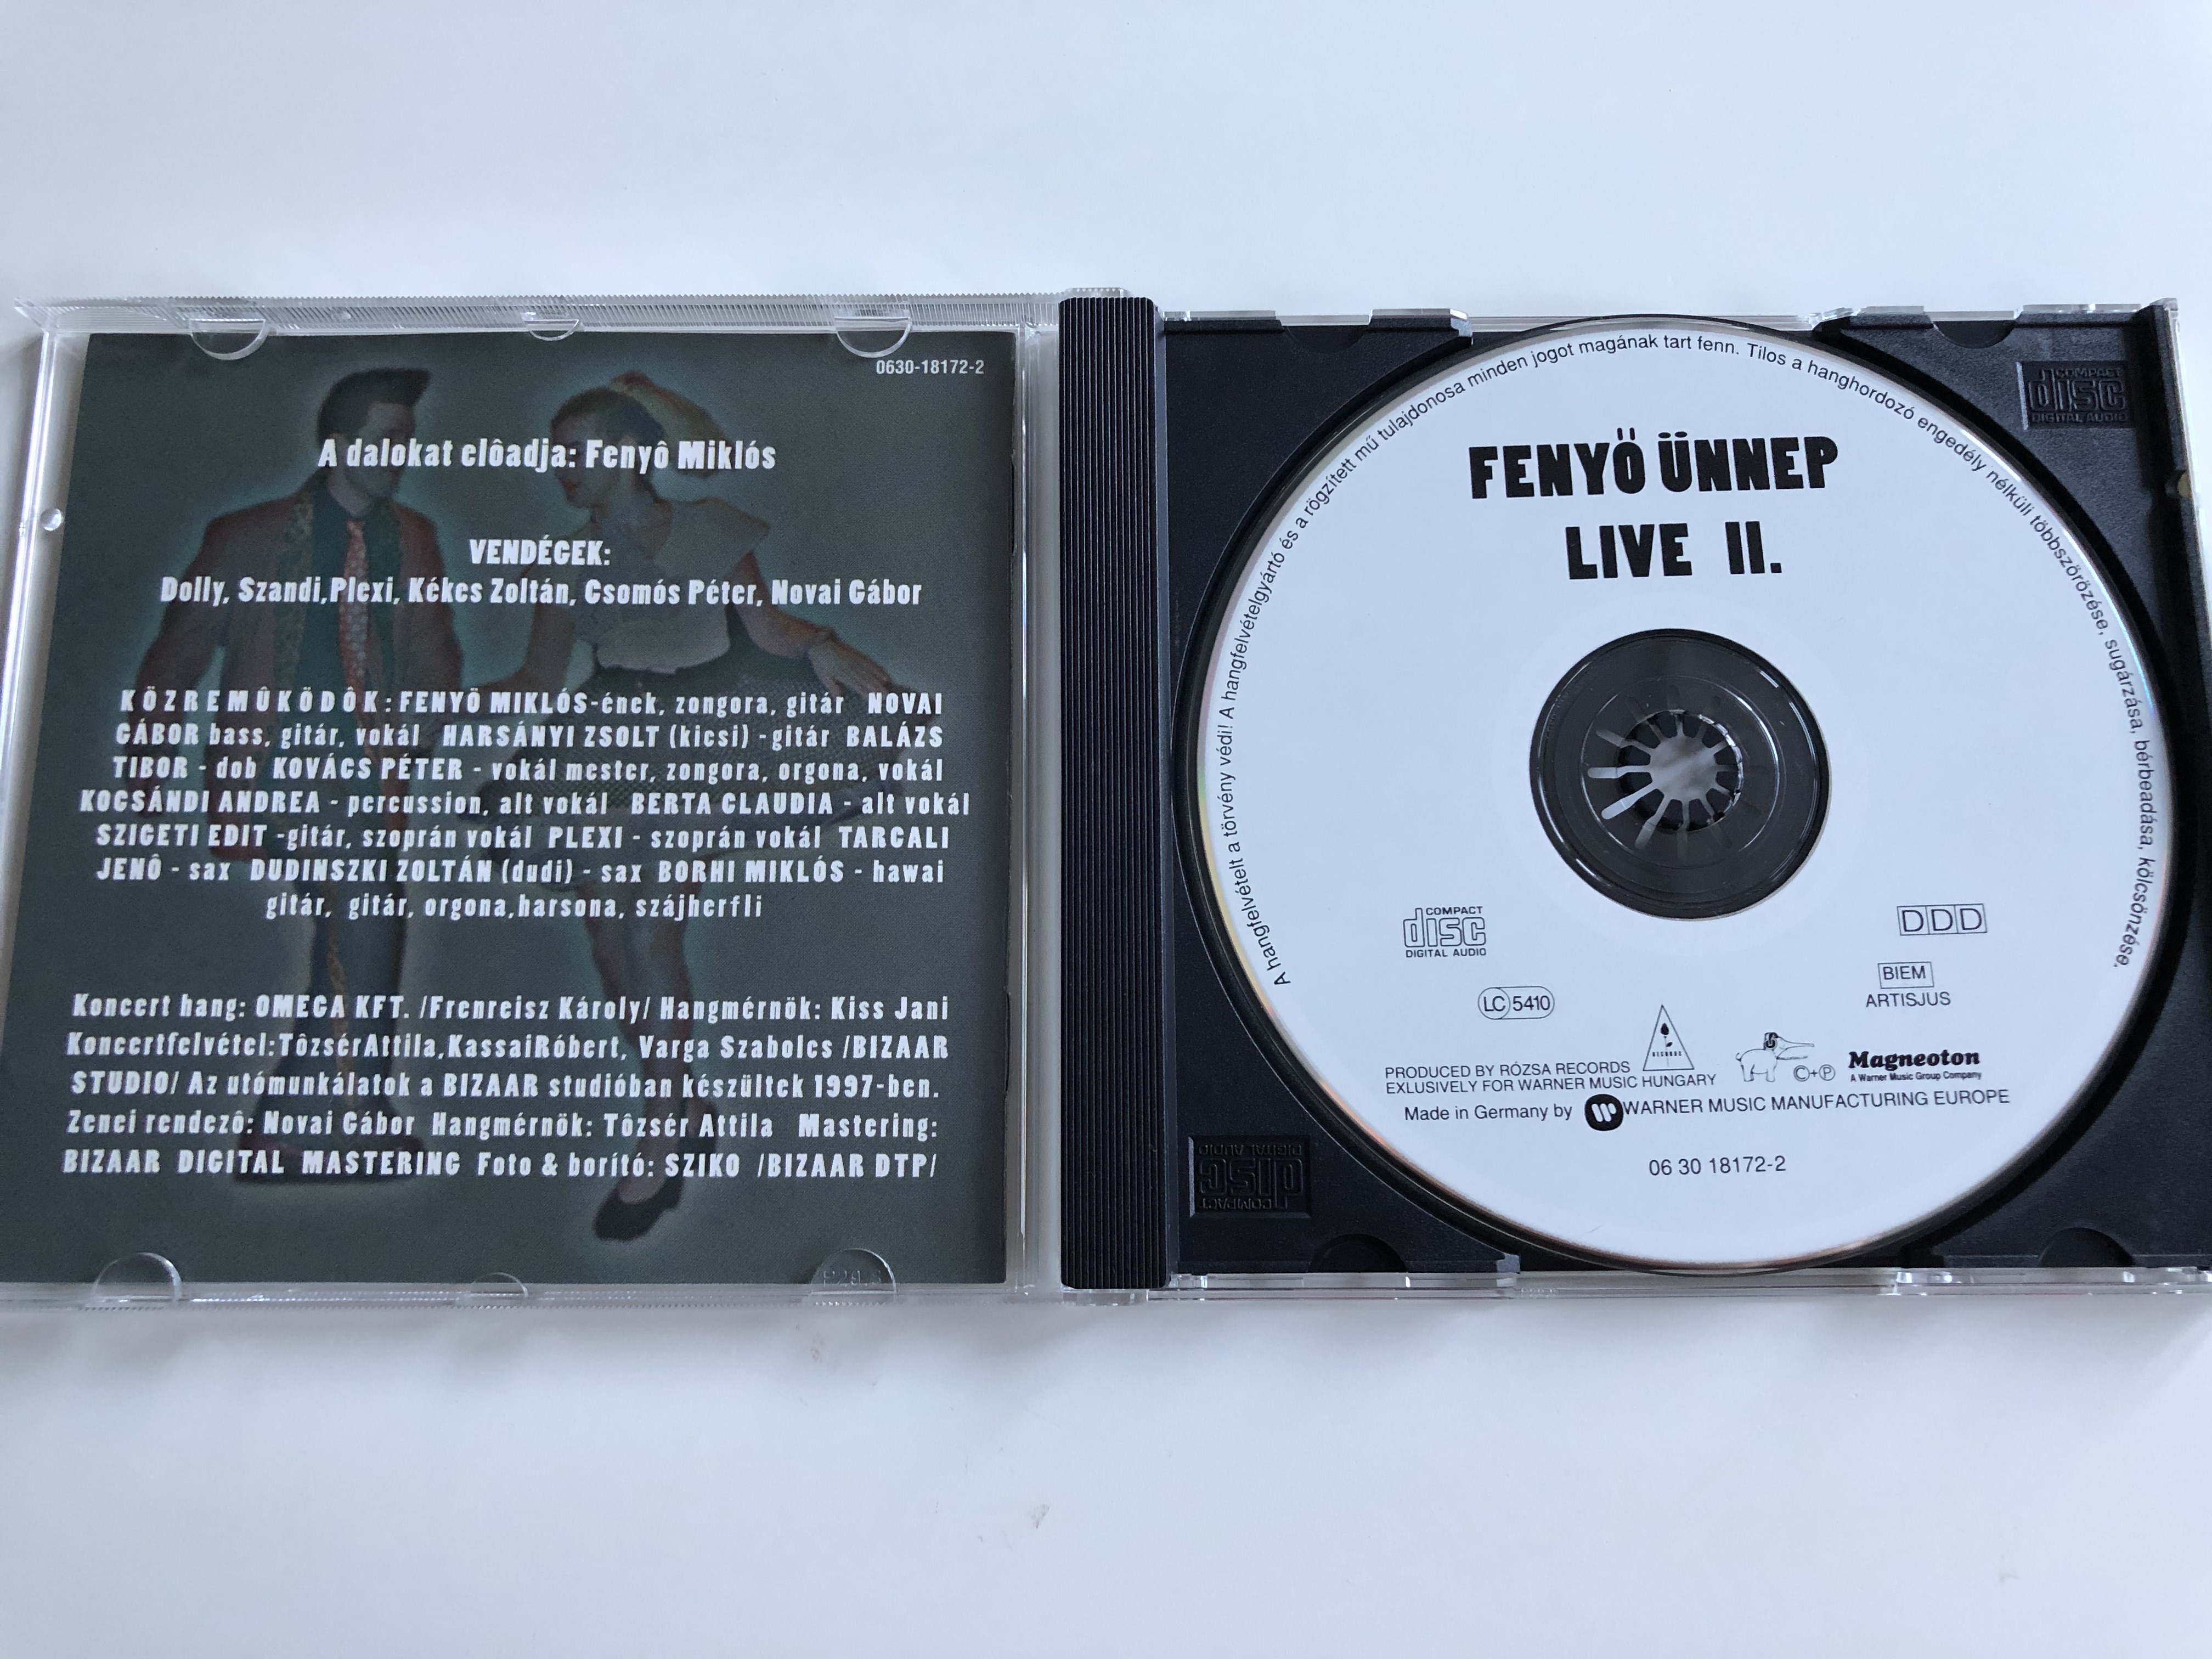 0630-18172-2
A dalokat elôadja: Fenyô Miklós
VENDÉGEK:
Dolly, Szandi,Plexi, Kékes Zoltán, Csomós Péter, Novai Gábor
KÖZREMÛKÖDÔK: FENYÖ MIKLÓS-ének, zongora, gitár NOVAI
GÁBOR bass, gitár, vokál HARSÁNYI ZSOLT (kicsi) -gitár BALÁZS
TIBOR - dob KOVÁCS PÉTER - vokál mester, zongora, orgona, vokál
KOCSÁNDI ANDREA - percussion, alt vokál BERTA CLAUDIA - alt vokál
SZIGETI EDIT -gitár, szoprán vokál PLEXI - szoprán vokál TARCALI
JENÔ - sax DUDINSZKI ZOLTÁN (dudi) - sax BORHI MIKLÓS - hawai
gitár, gitár, orgona,harsona, szájherfli
Koncert hang: OMEGA KFT. /Frenreisz Károly/ Hangmérnök: Kiss Jani
Koncertfelvétel:TôzsérAttila,KassaiRóbert, Varga Szabolcs /BIZAAR
STUDIO/ Az utómunkálatok a BIZAAR studióban készültek 1997-ben.
Zenei rendezô: Novai Gábor Hangmérnök: Tôzsér Attila Mastering:
BIZAAR DIGITAL MASTERING Foto & borító: SZIKO /BIZAAR DTP/
A hangfelvételt a törvény védi! A hangfelvételgyártó és a rögzített mű tulajdonosa minden jogot magának tart fenn. Tilos a hanghordozó engedély nélküli többszörözése, sugárzása, bérbeadása, kölcsönzése.
FENYÖ ÜNNEP
LIVE II.
COMPACT
disc
DIGITAL AUDIO
DDD
BIEM
ARTISJUS
LC 5410
RECORDS
PRODUCED BY RÓZSA RECORDS
EXLUSIVELY FOR WARNER MUSIC HUNGARY
©+℗
Magneoton
A Warner Music Group Company
Made in Germany by WARNER MUSIC MANUFACTURING EUROPE
06 30 18172-2
COMPACT
disc
DIGITAL AUDIO
COMPACT
disc
DIGITAL AUDIO